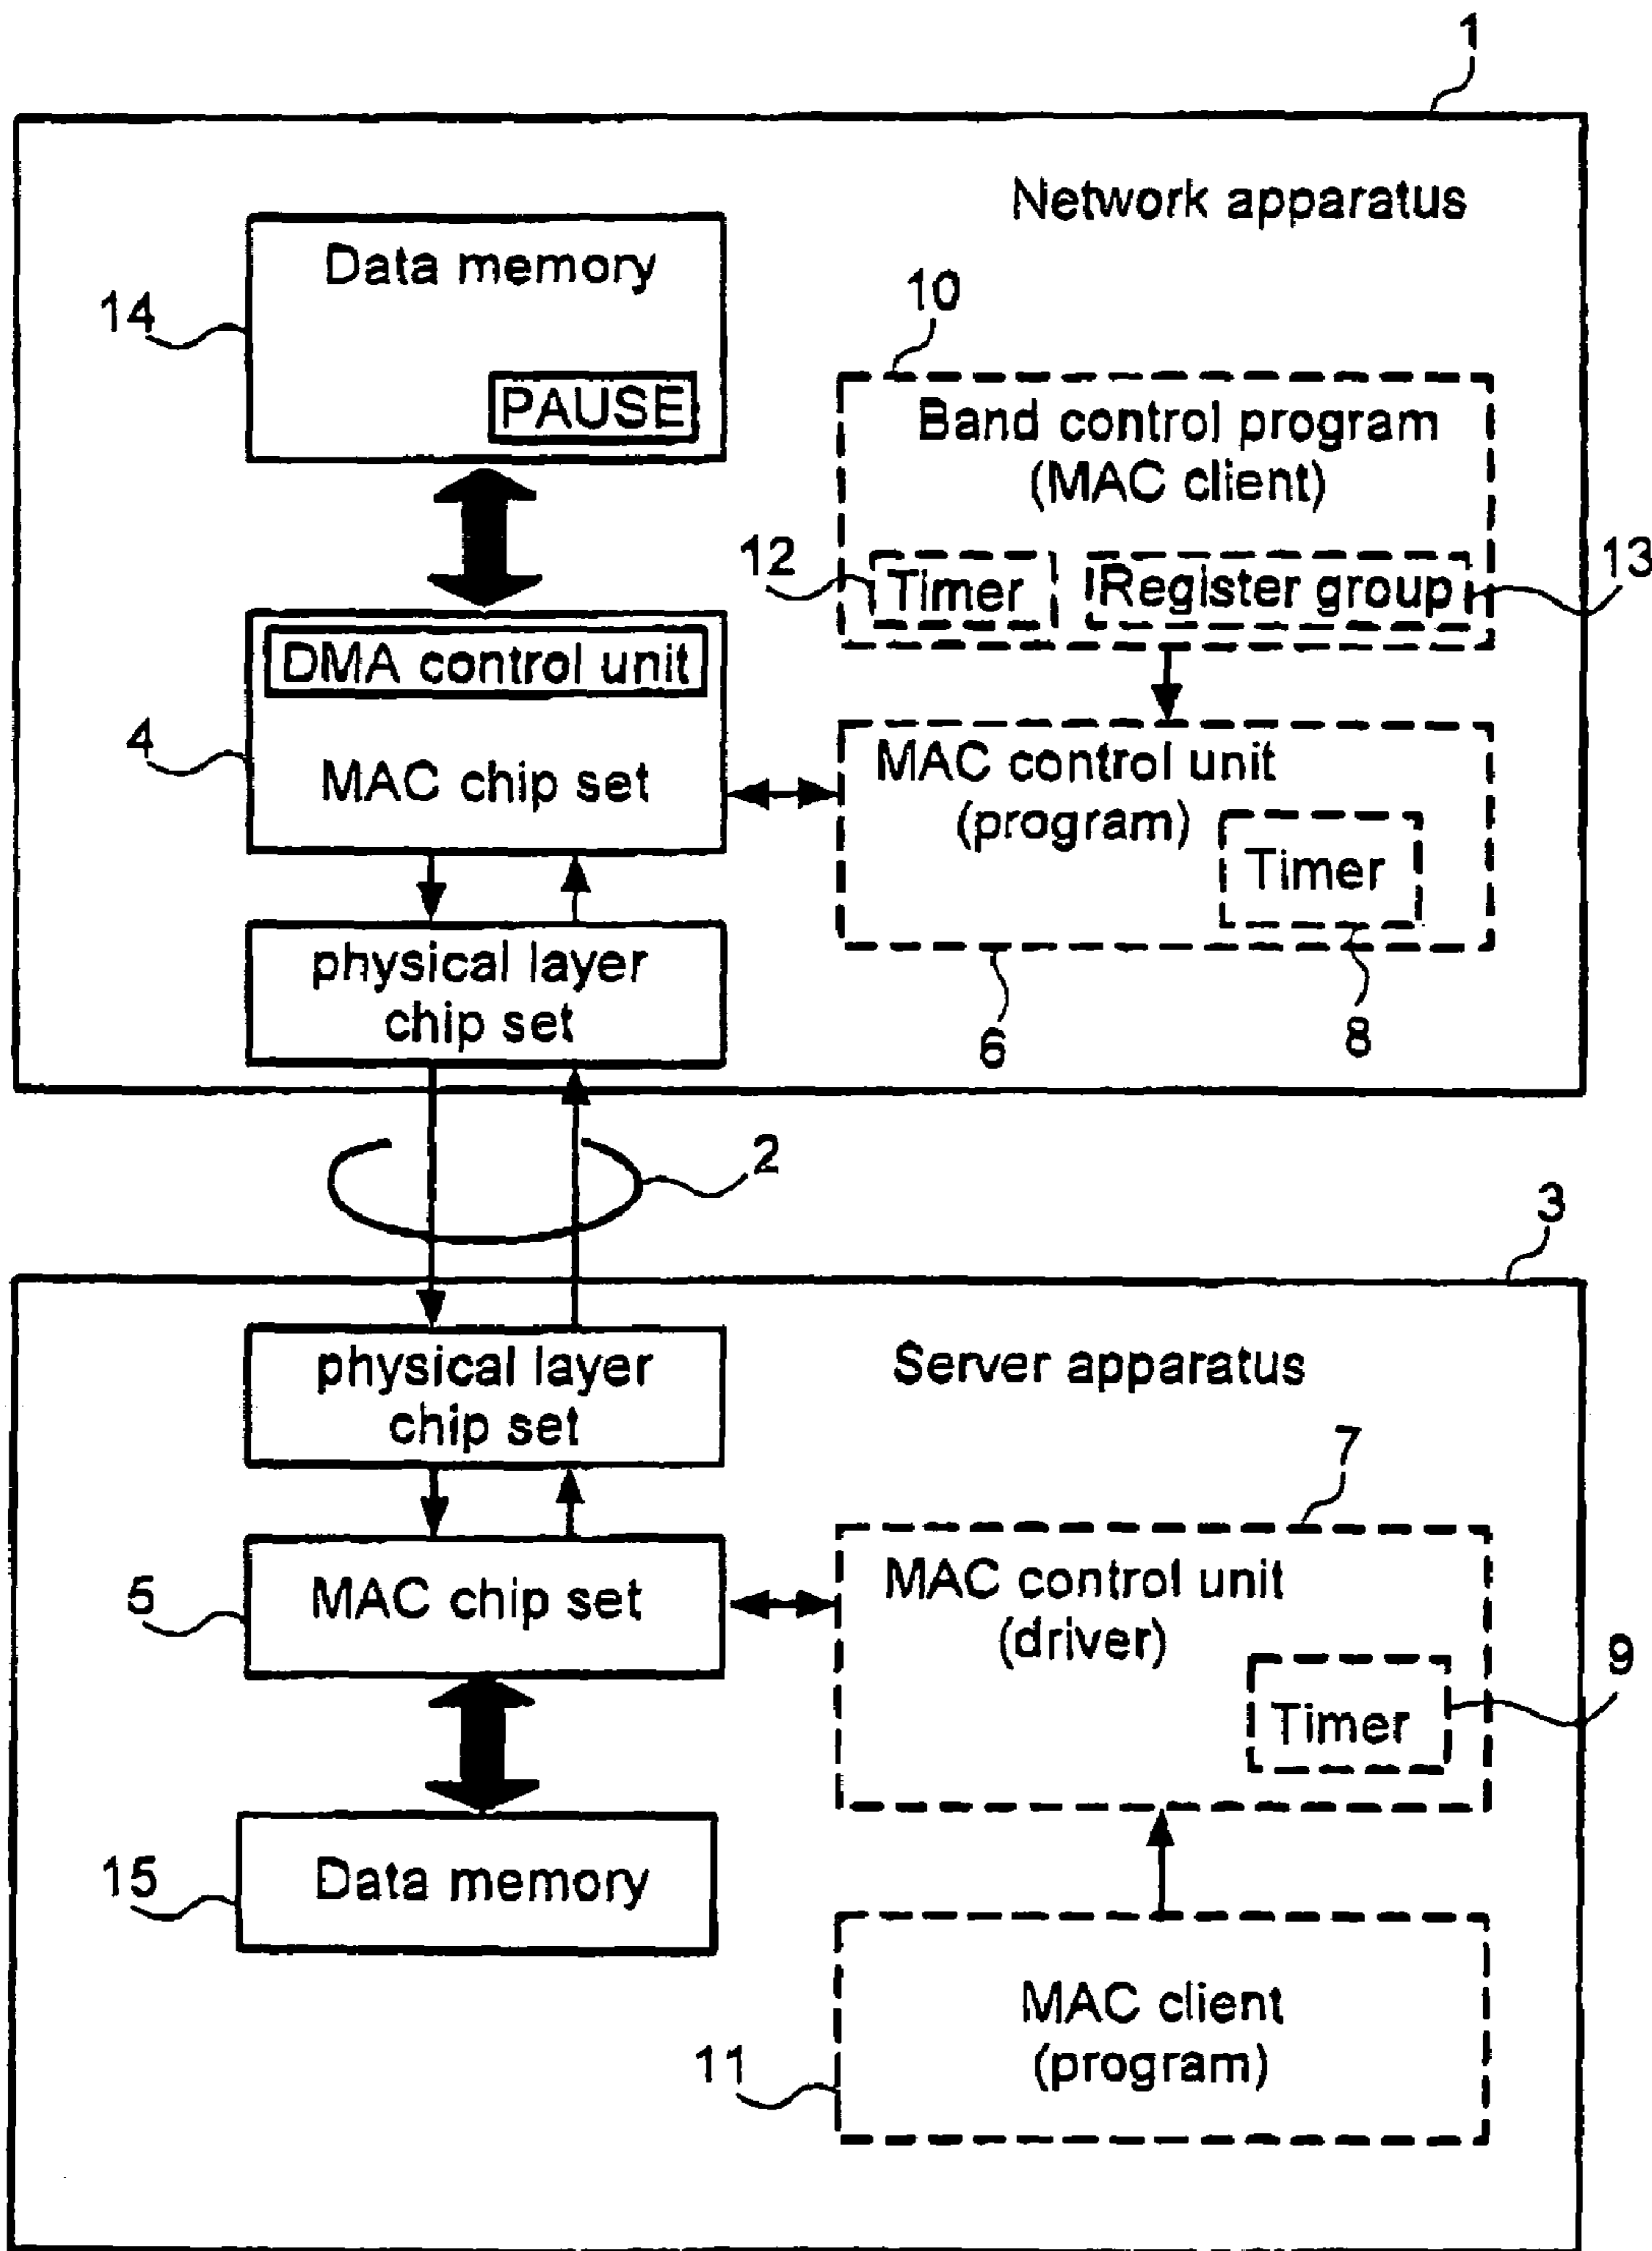 1
Network apparatus
Data memory
14
PAUSE
10
Band control program
(MAC client)
12
Timer
Register group
13
DMA control unit
4
MAC chip set
MAC control unit
(program)
Timer
physical layer
chip set
6
8
2
3
physical layer
chip set
Server apparatus
7
5
MAC chip set
MAC control unit
(driver)
9
Timer
15
Data memory
MAC client
(program)
11